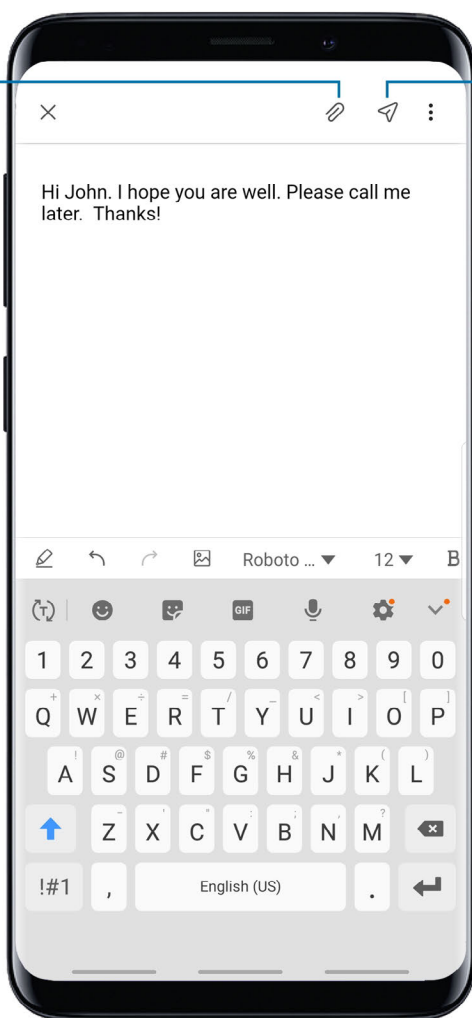 Hi John. I hope you are well. Please call me
later.  Thanks!
Roboto ... 12 B
T
GIF
1 2 3 4 5 6 7 8 9 0
+ × ÷ = / _ < > [ ]
Q W E R T Y U I O P
! @ # $ % & * ( )
A S D F G H J K L
- ' " : ; , ?
Z X C V B N M
!#1 , English (US) .